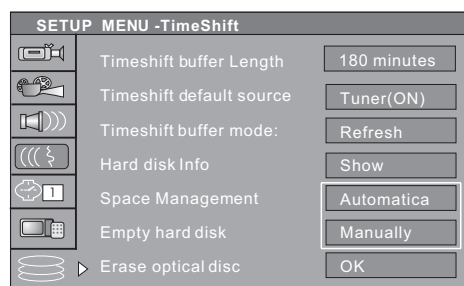 SETUP MENU -TimeShift
Timeshift buffer Length 180 minutes
Timeshift default source Tuner(ON)
Timeshift buffer mode: Refresh
Hard disk Info Show
1
Space Management Automatica
Empty hard disk Manually
Erase optical disc OK